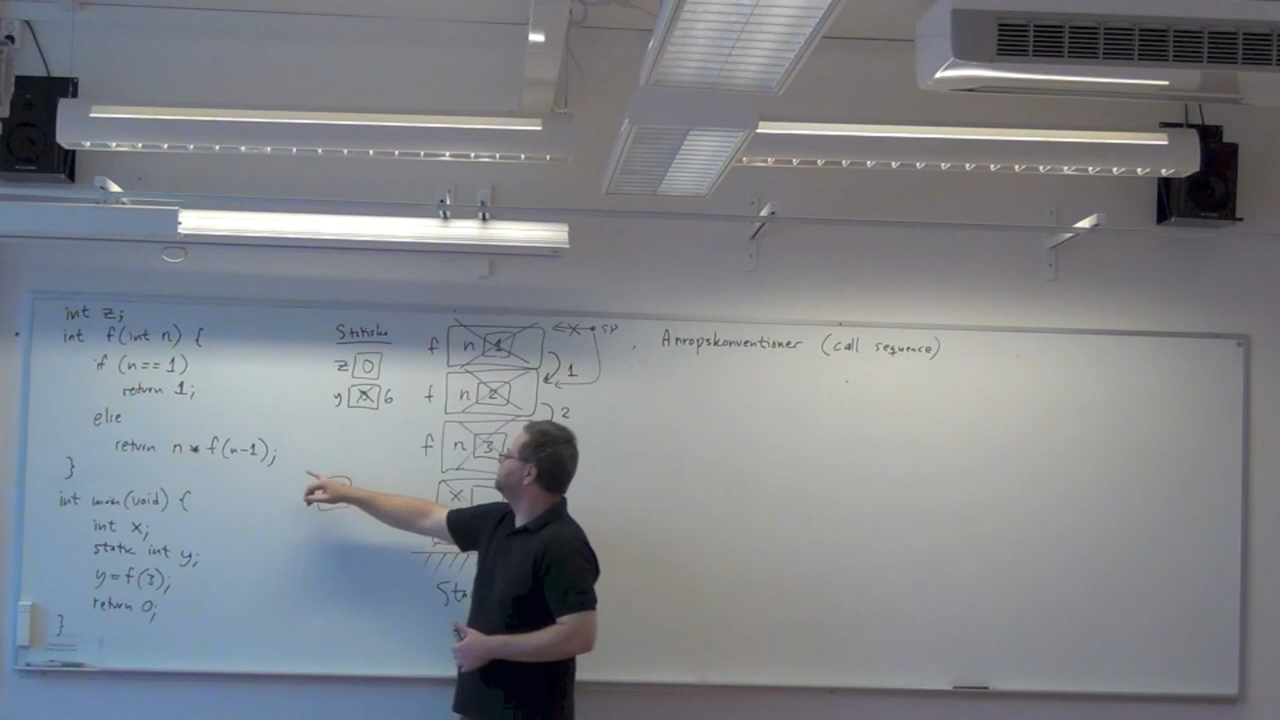 int z;
int f(int n) {
if (n == 1)
return 1;
else
return n * f(n-1);
}
int main(void) {
int x;
static int y;
y = f(3);
return 0;
}
Statiska
z 0
y 6
f n 1
f n 2
f n 3
x
Sta
sp
1
2
Anropskonventioner (call sequence)